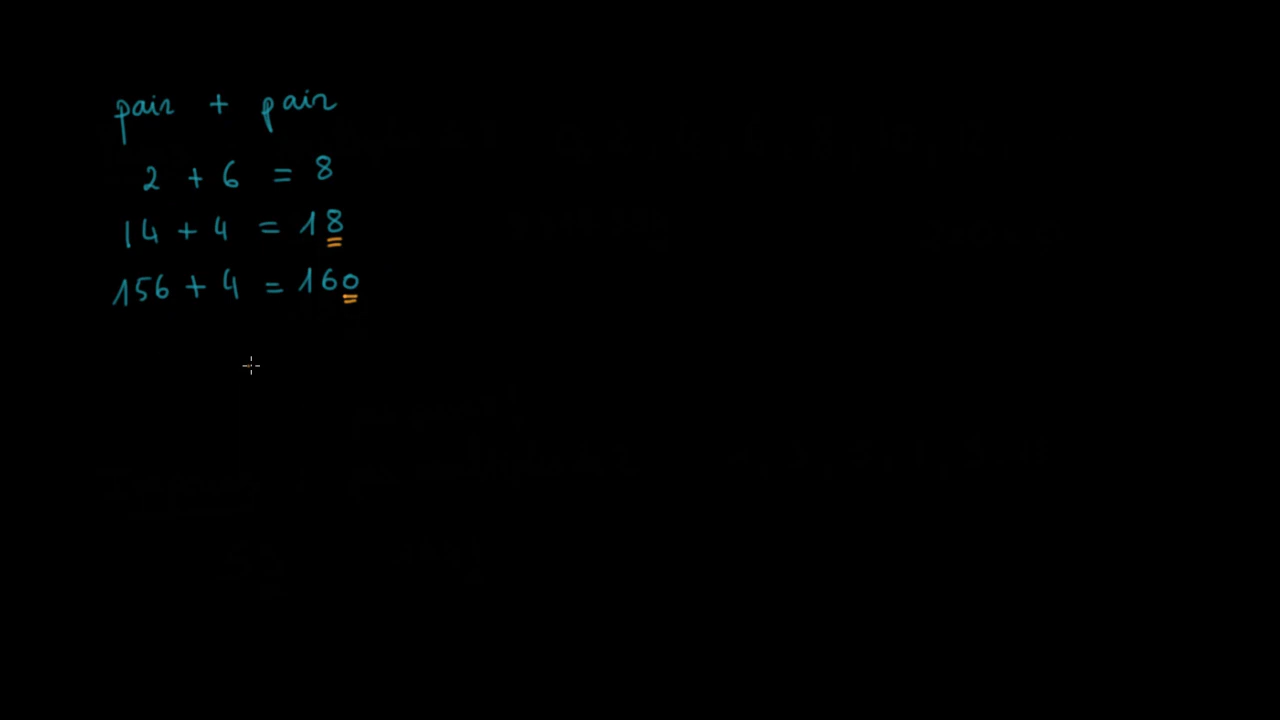 pair + pair
2 + 6 = 8
14 + 4 = 18
156 + 4 = 160